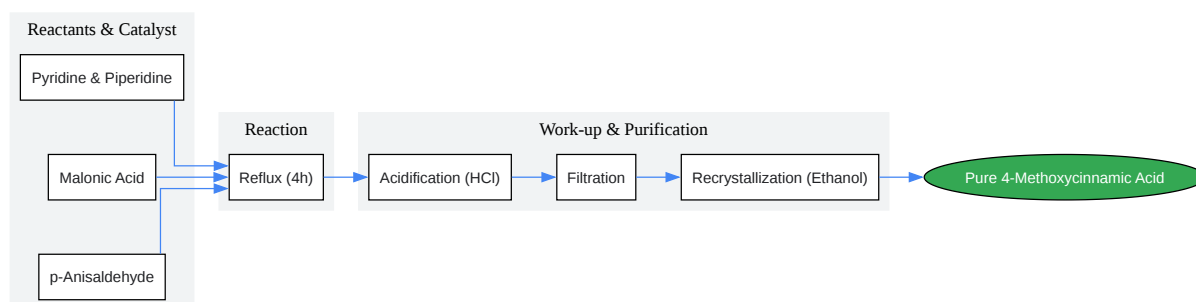 Reactants & Catalyst
Pyridine & Piperidine
Malonic Acid
p-Anisaldehyde
Reaction
Reflux (4h)
Work-up & Purification
Acidification (HCl)
Filtration
Recrystallization (Ethanol)
Pure 4-Methoxycinnamic Acid